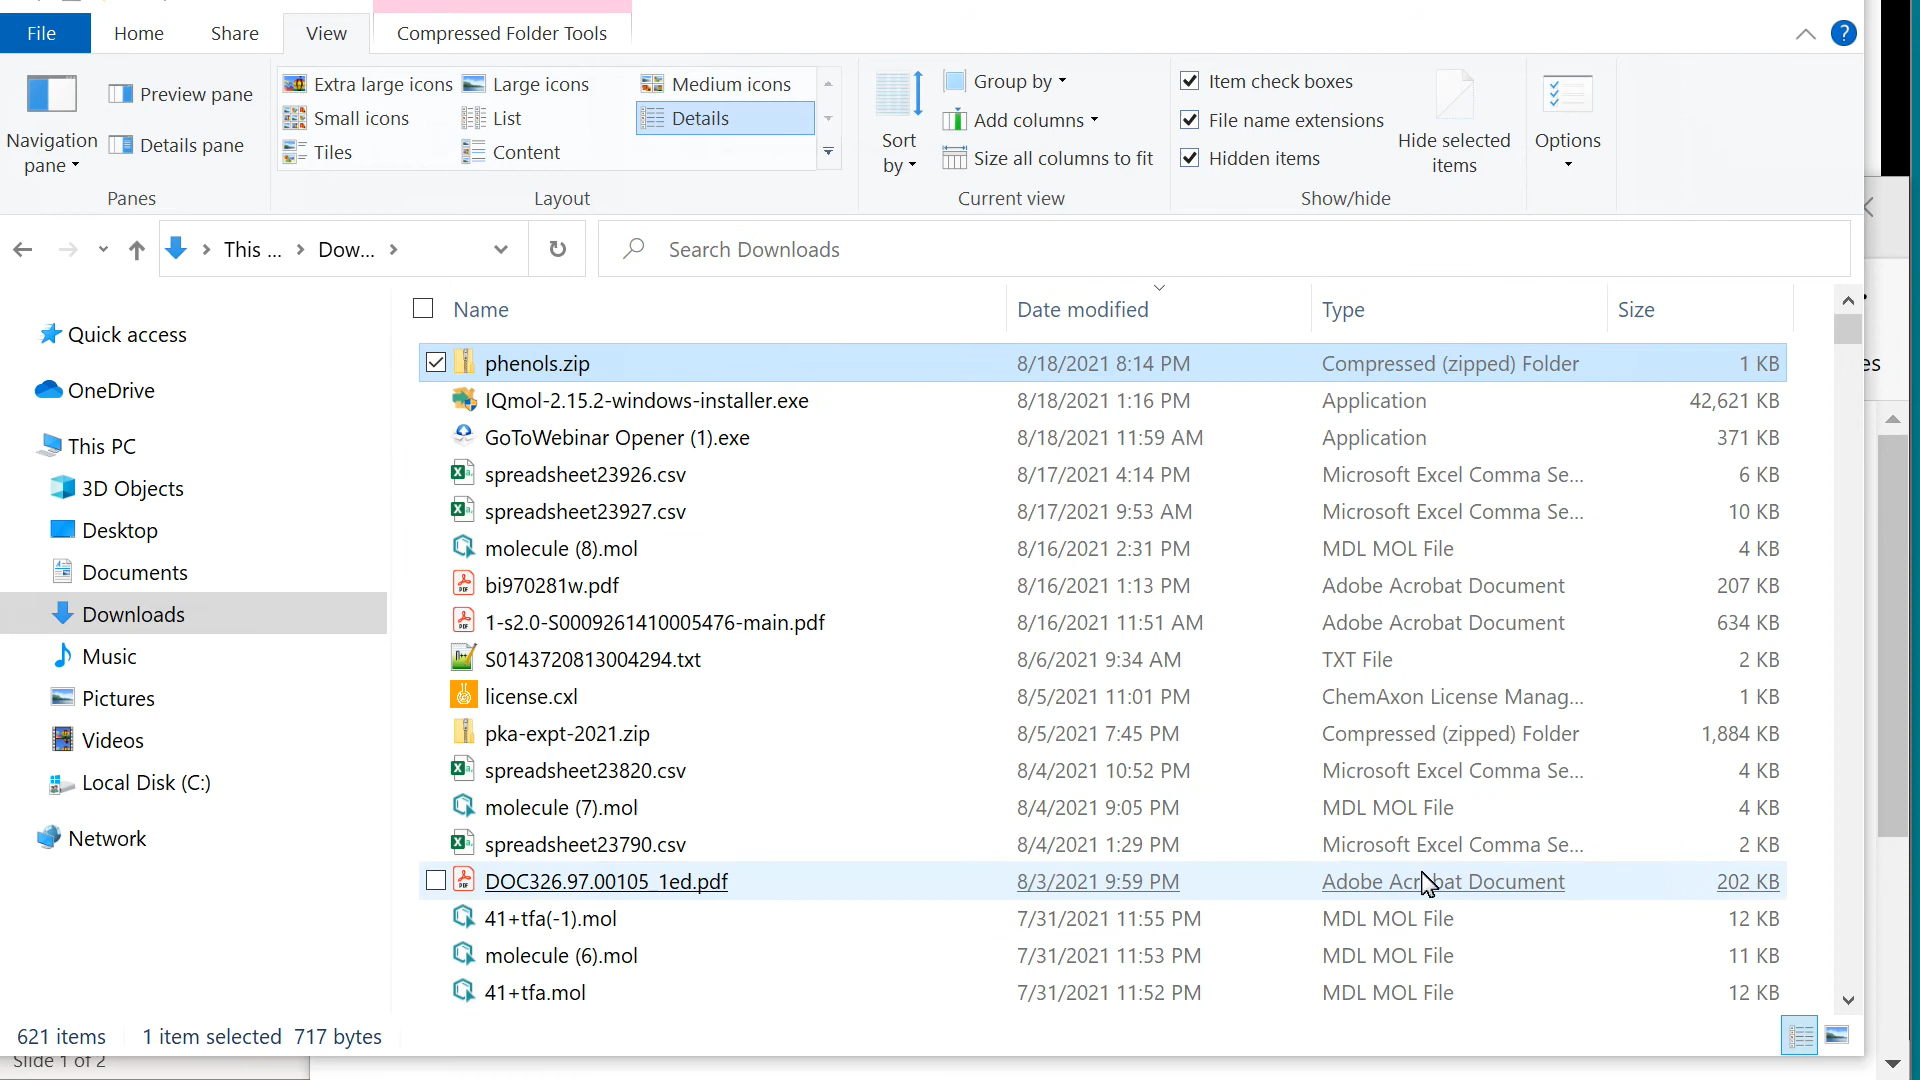 File Home Share View Compressed Folder Tools
Navigation pane
Preview pane
Details pane
Panes
Extra large icons Large icons Medium icons
Small icons List Details
Tiles Content
Layout
Sort by
Group by
Add columns
Size all columns to fit
Current view
Item check boxes
File name extensions
Hidden items
Hide selected items
Show/hide
Options
This ... Dow... Search Downloads
Quick access
OneDrive
This PC
3D Objects
Desktop
Documents
Downloads
Music
Pictures
Videos
Local Disk (C:)
Network
Name Date modified Type Size
phenols.zip 8/18/2021 8:14 PM Compressed (zipped) Folder 1 KB
IQmol-2.15.2-windows-installer.exe 8/18/2021 1:16 PM Application 42,621 KB
GoToWebinar Opener (1).exe 8/18/2021 11:59 AM Application 371 KB
spreadsheet23926.csv 8/17/2021 4:14 PM Microsoft Excel Comma Se... 6 KB
spreadsheet23927.csv 8/17/2021 9:53 AM Microsoft Excel Comma Se... 10 KB
molecule (8).mol 8/16/2021 2:31 PM MDL MOL File 4 KB
bi970281w.pdf 8/16/2021 1:13 PM Adobe Acrobat Document 207 KB
1-s2.0-S0009261410005476-main.pdf 8/16/2021 11:51 AM Adobe Acrobat Document 634 KB
S0143720813004294.txt 8/6/2021 9:34 AM TXT File 2 KB
license.cxl 8/5/2021 11:01 PM ChemAxon License Manag... 1 KB
pka-expt-2021.zip 8/5/2021 7:45 PM Compressed (zipped) Folder 1,884 KB
spreadsheet23820.csv 8/4/2021 10:52 PM Microsoft Excel Comma Se... 4 KB
molecule (7).mol 8/4/2021 9:05 PM MDL MOL File 4 KB
spreadsheet23790.csv 8/4/2021 1:29 PM Microsoft Excel Comma Se... 2 KB
DOC326.97.00105_1ed.pdf 8/3/2021 9:59 PM Adobe Acrobat Document 202 KB
41+tfa(-1).mol 7/31/2021 11:55 PM MDL MOL File 12 KB
molecule (6).mol 7/31/2021 11:53 PM MDL MOL File 11 KB
41+tfa.mol 7/31/2021 11:52 PM MDL MOL File 12 KB
621 items 1 item selected 717 bytes
Slide 1 of 2
es